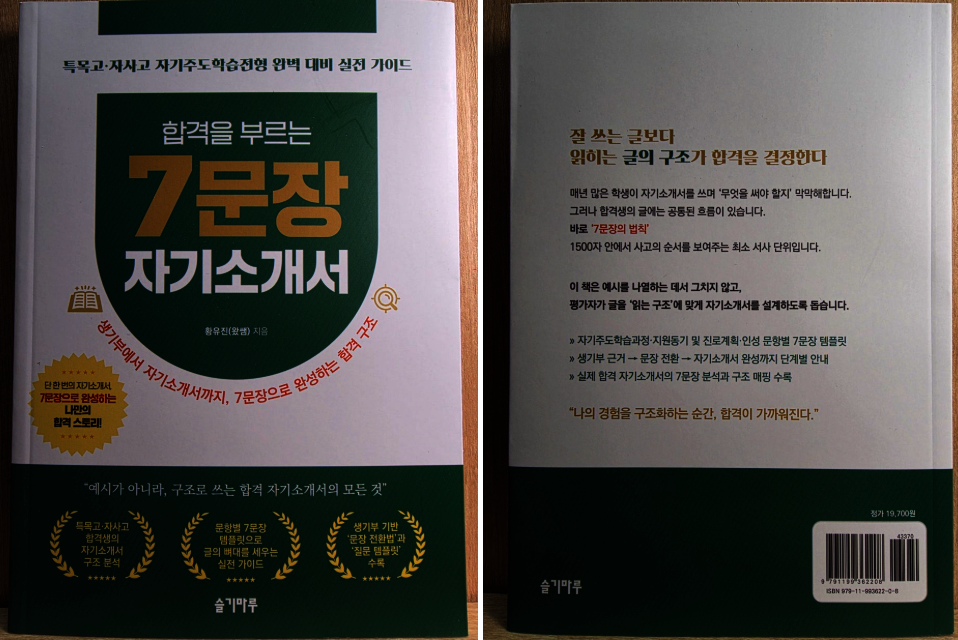 특목고·자사고 자기주도학습전형 완벽 대비 실전 가이드
합격을 부르는
7문장
자기소개서
황유진(왔쌤) 지음
생기부에서 자기소개서까지, 7문장으로 완성하는 합격 구조
단 한 번의 자기소개서,
7문장으로 완성하는
나만의
합격 스토리!
"예시가 아니라, 구조로 쓰는 합격 자기소개서의 모든 것"
특목고·자사고
합격생의
자기소개서
구조 분석
문항별 7문장
템플릿으로
글의 뼈대를 세우는
실전 가이드
생기부 기반
'문장 전환법'과
'질문 템플릿'
수록
슬기마루
잘 쓰는 글보다
읽히는 글의 구조가 합격을 결정한다
매년 많은 학생이 자기소개서를 쓰며 '무엇을 써야 할지' 막막해합니다.
그러나 합격생의 글에는 공통된 흐름이 있습니다.
바로 '7문장의 법칙'
1500자 안에서 사고의 순서를 보여주는 최소 서사 단위입니다.
이 책은 예시를 나열하는 데서 그치지 않고,
평가자가 글을 '읽는 구조'에 맞게 자기소개서를 설계하도록 돕습니다.
» 자기주도학습과정·지원동기 및 진로계획·인성 문항별 7문장 템플릿
» 생기부 근거 → 문장 전환 → 자기소개서 완성까지 단계별 안내
» 실제 합격 자기소개서의 7문장 분석과 구조 매핑 수록
"나의 경험을 구조화하는 순간, 합격이 가까워진다."
정가 19,700원
43370
9 791199 362208
ISBN 979-11-993622-0-8
슬기마루